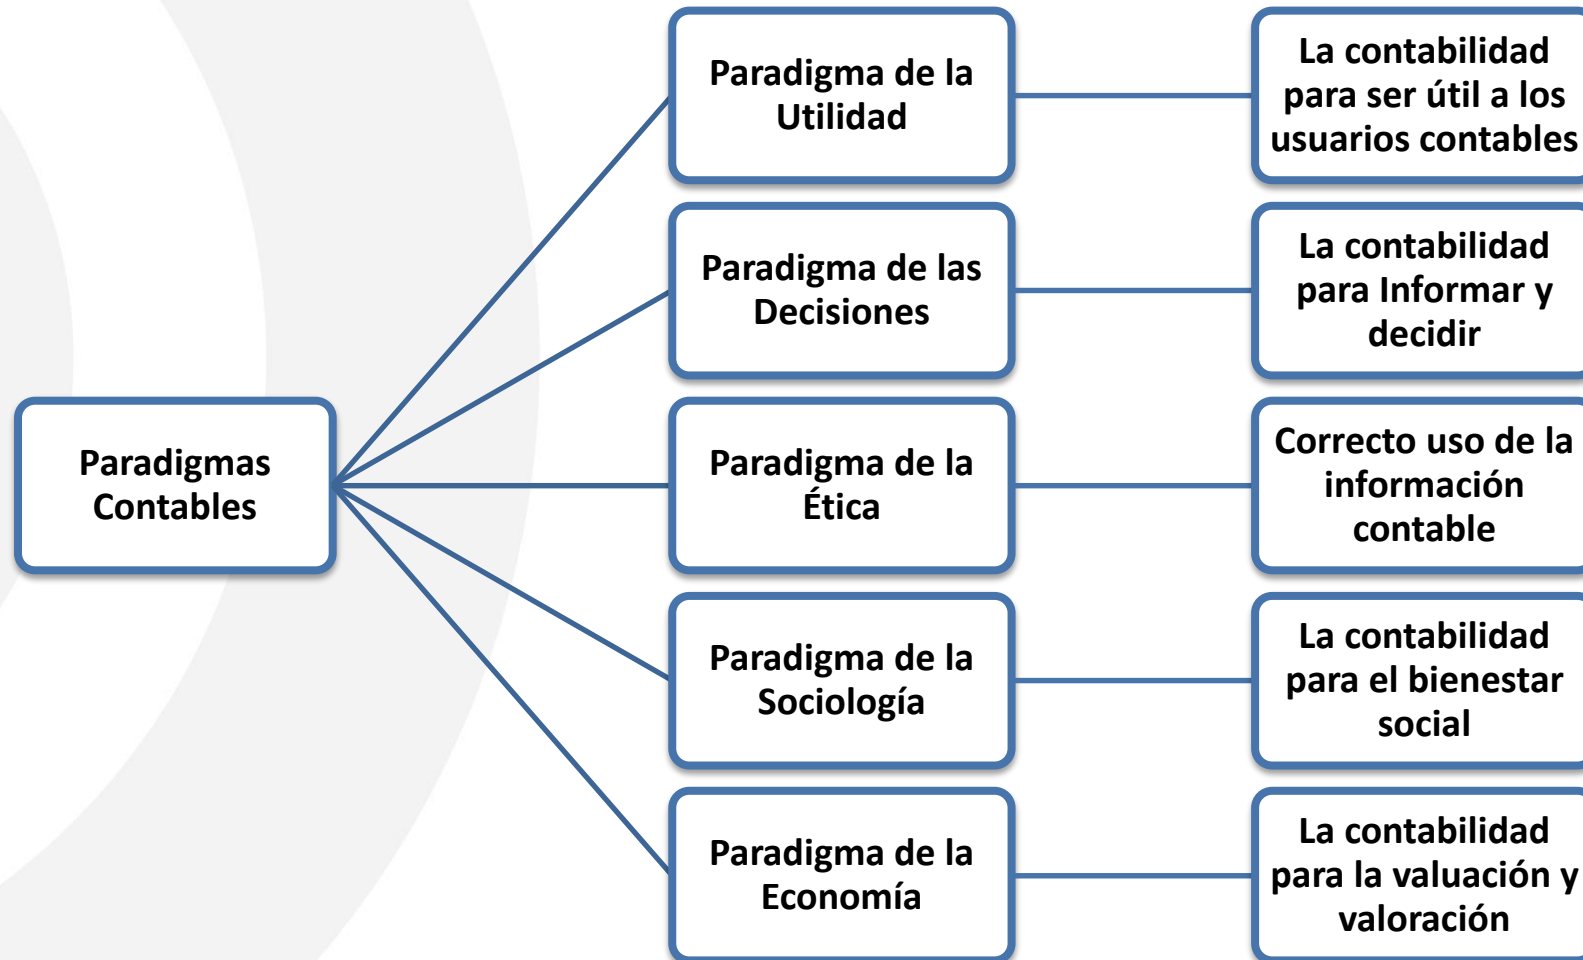 Paradigmas
Contables
Paradigma de la
Utilidad
La contabilidad
para ser útil a los
usuarios contables
Paradigma de las
Decisiones
La contabilidad
para Informar y
decidir
Paradigma de la
Ética
Correcto uso de la
información
contable
Paradigma de la
Sociología
La contabilidad
para el bienestar
social
Paradigma de la
Economía
La contabilidad
para la valuación y
valoración